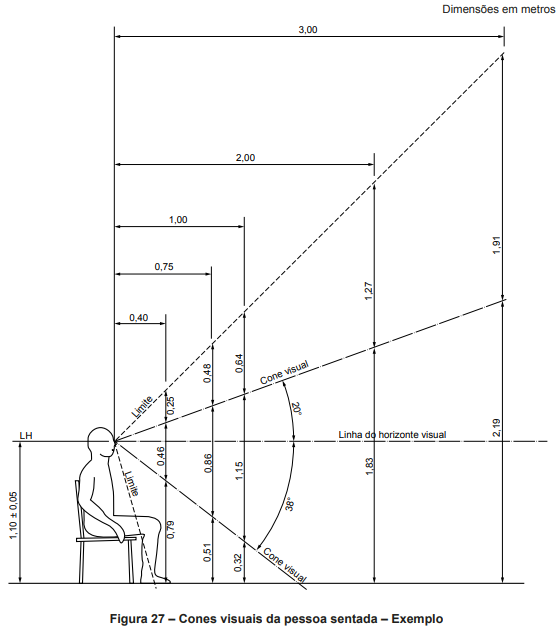 Dimensões em metros
3,00
2,00
1,00
0,75
0,40
1,91
1,27
0,64
0,48
0,25
Limite
Cone visual
20°
LH
Linha do horizonte visual
2,19
1,83
1,15
0,86
0,46
Limite
38°
1,10 ± 0,05
0,79
0,51
0,32
Cone visual
Figura 27 – Cones visuais da pessoa sentada – Exemplo